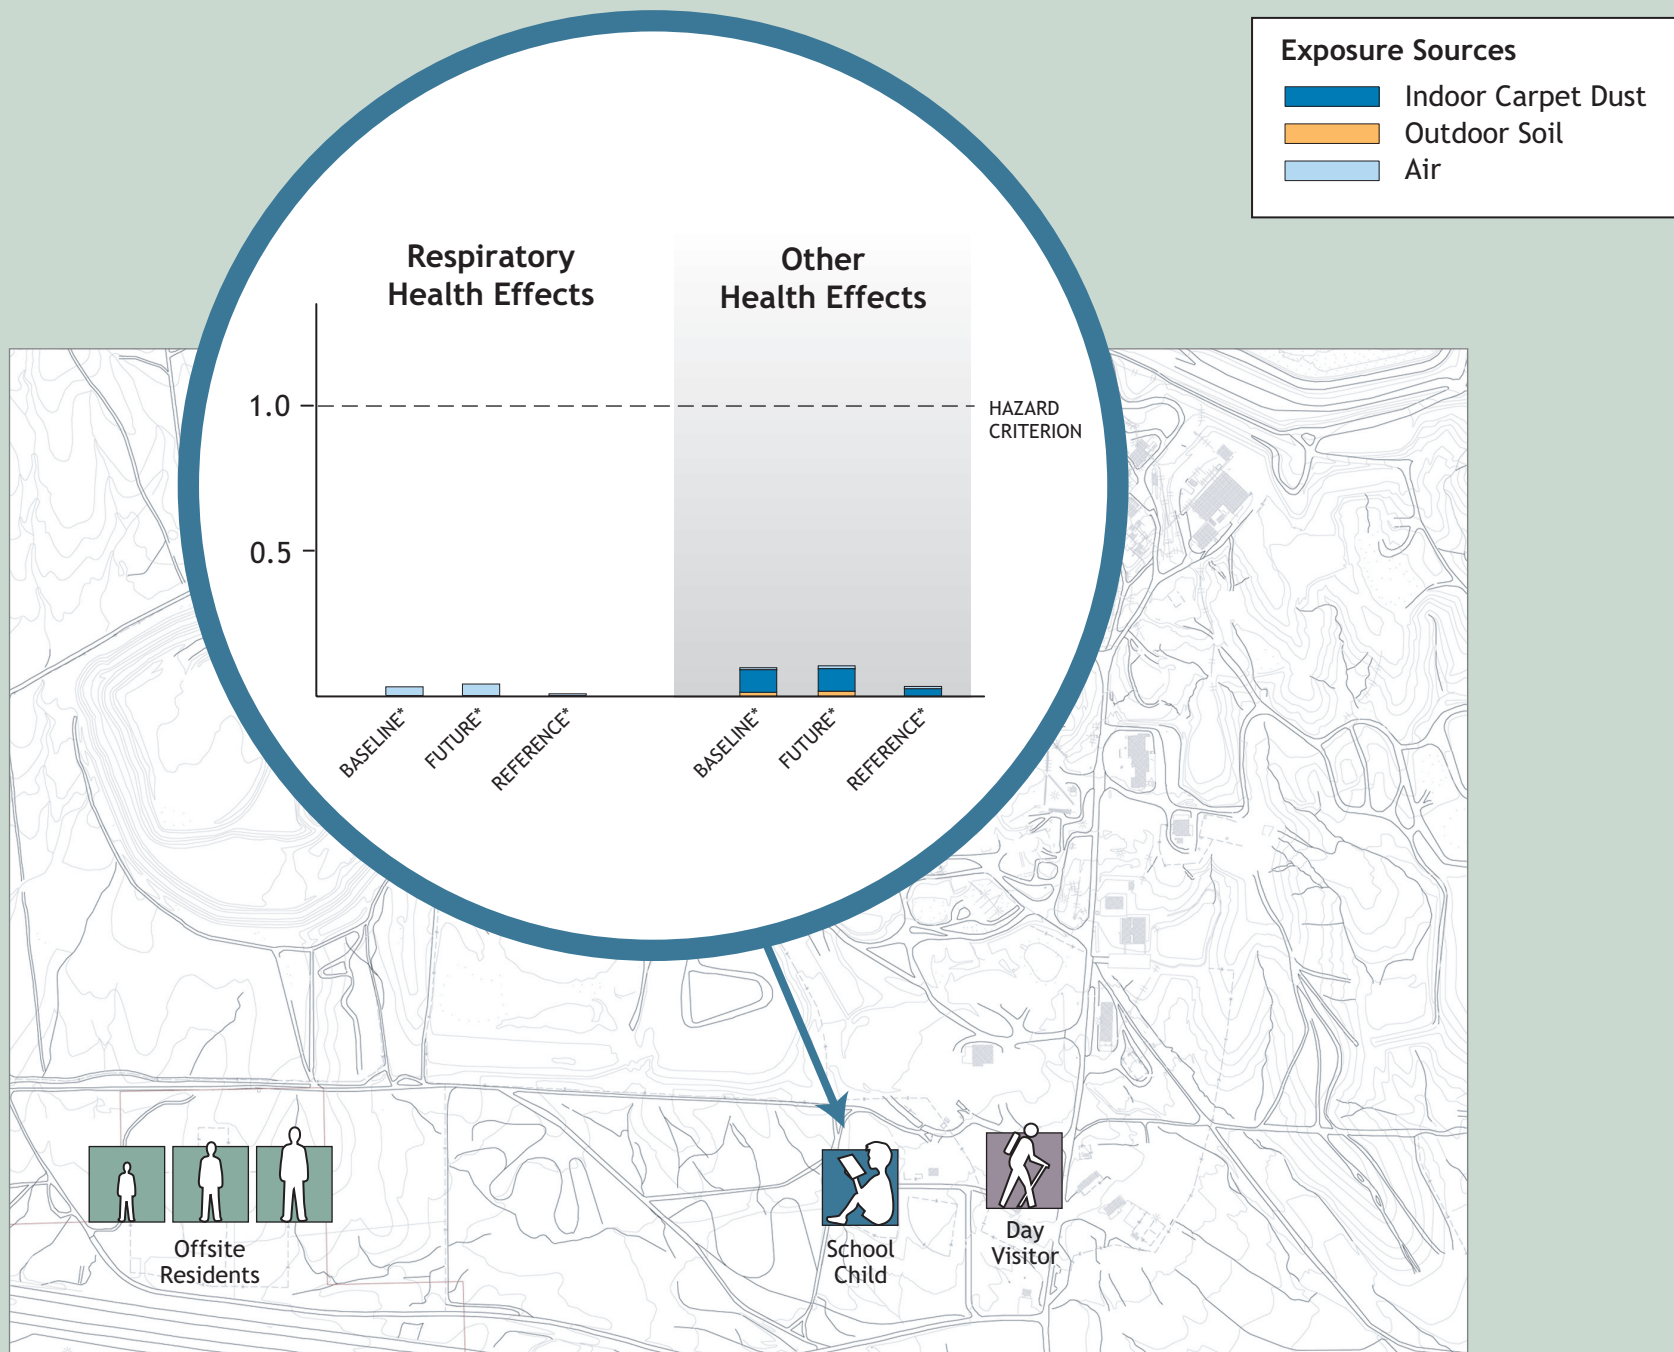 Exposure Sources
Indoor Carpet Dust
Outdoor Soil
Air
Respiratory
Health Effects
Other
Health Effects
1.0
HAZARD
CRITERION
0.5
BASELINE*
FUTURE*
REFERENCE*
BASELINE*
FUTURE*
REFERENCE*
Offsite
Residents
School
Child
Day
Visitor